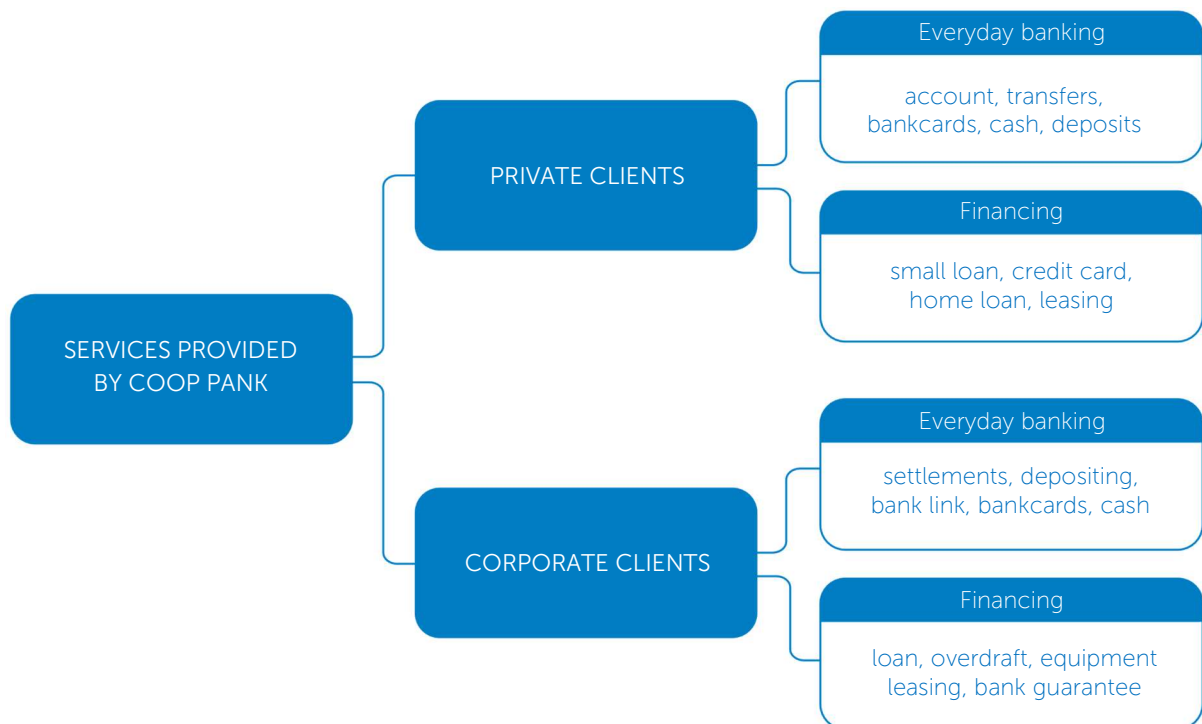 SERVICES PROVIDED
BY COOP PANK
PRIVATE CLIENTS
Everyday banking
account, transfers,
bankcards, cash, deposits
Financing
small loan, credit card,
home loan, leasing
CORPORATE CLIENTS
Everyday banking
settlements, depositing,
bank link, bankcards, cash
Financing
loan, overdraft, equipment
leasing, bank guarantee